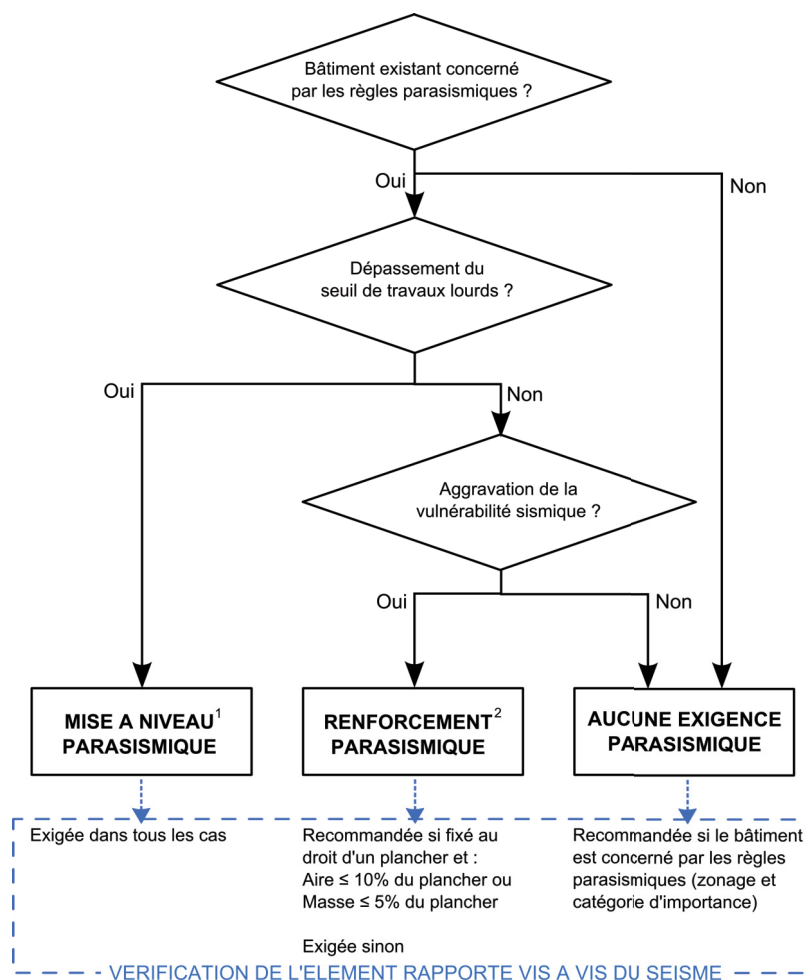 Bâtiment existant concerné
par les règles parasismiques ?
Oui
Non
Dépassement du
seuil de travaux lourds ?
Oui
Non
Aggravation de la
vulnérabilité sismique ?
Oui
Non
MISE A NIVEAU¹
PARASISMIQUE
RENFORCEMENT²
PARASISMIQUE
AUCUNE EXIGENCE
PARASISMIQUE
Exigée dans tous les cas
Recommandée si fixé au
droit d'un plancher et :
Aire ≤ 10% du plancher ou
Masse ≤ 5% du plancher
Exigée sinon
Recommandée si le bâtiment
est concerné par les règles
parasismiques (zonage et
catégorie d'importance)
VERIFICATION DE L'ELEMENT RAPPORTE VIS A VIS DU SEISME